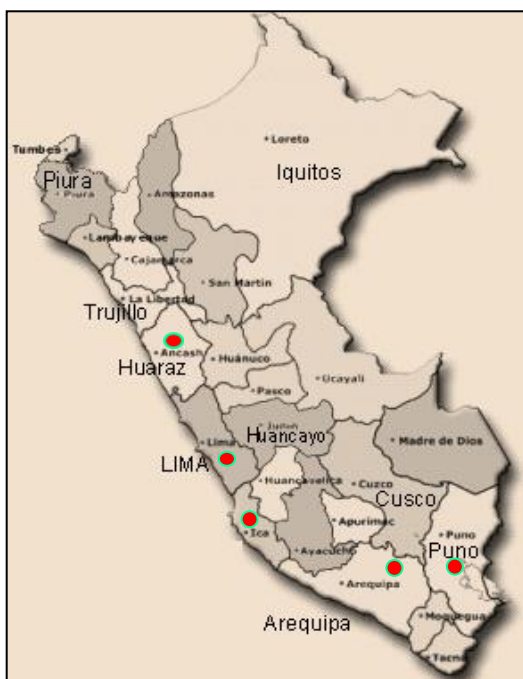 Loreto
Iquitos
Tumbes
Piura
Piura
Amazonas
Lambayeque
Cajamarca
San Martin
La Libertad
Trujillo
Ancash
Huánuco
Huaraz
Ucayali
Pasco
Junin
Huancayo
Lima
LIMA
Madre de Dios
Huancavelica
Cuzco
Cusco
Ica
Apurimac
Puno
Puno
Ayacucho
Arequipa
Arequipa
Moquegua
Tacna